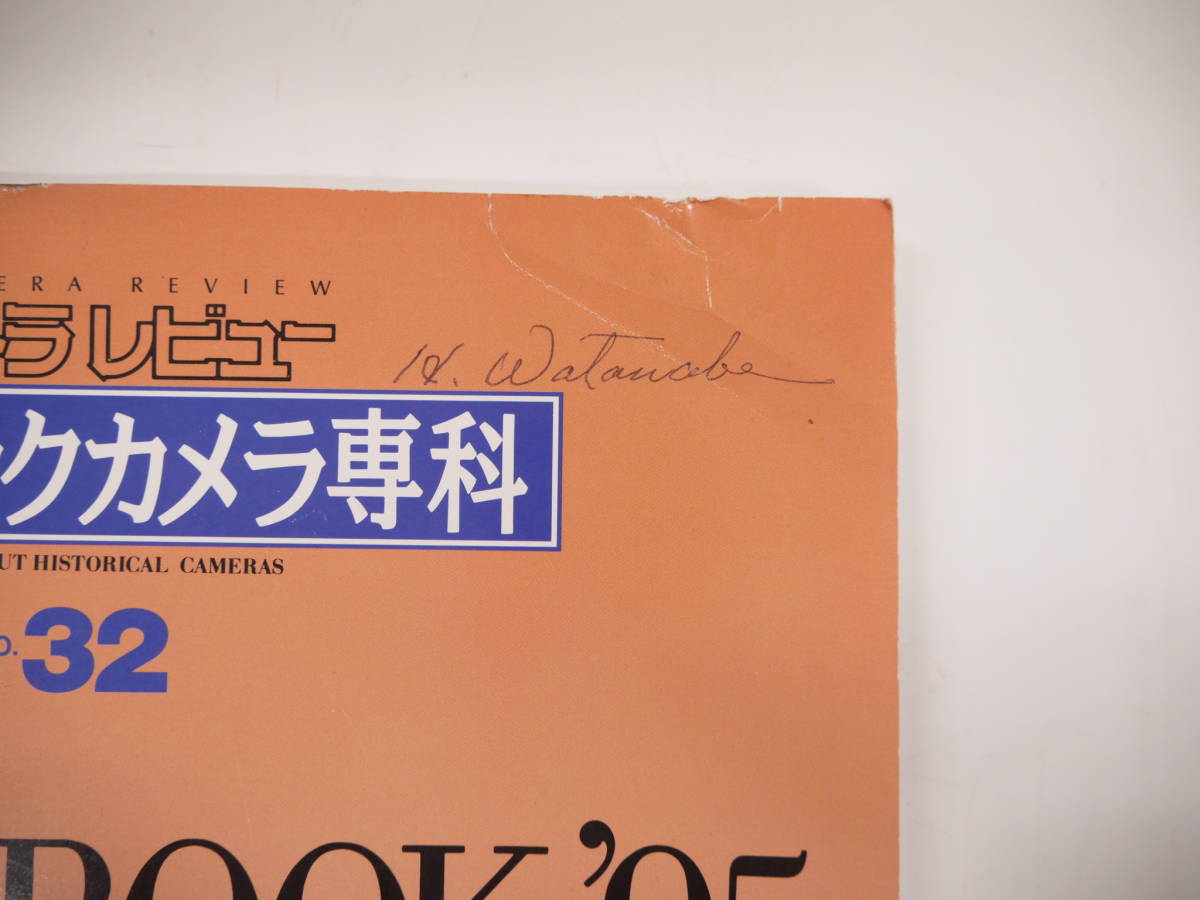 ERA REVIEW
ラ レビュー
H. Watanabe
クカメラ専科
UT HISTORICAL CAMERAS
o.32
BOOK '95